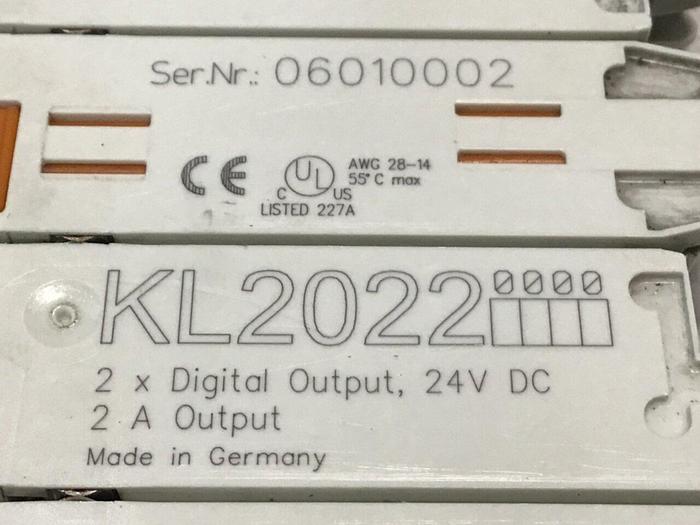 Ser.Nr.: 06010002
CE
UL
C US
LISTED 227A
AWG 28-14
55°C max
KL2022
0000
2 x Digital Output, 24V DC
2 A Output
Made in Germany